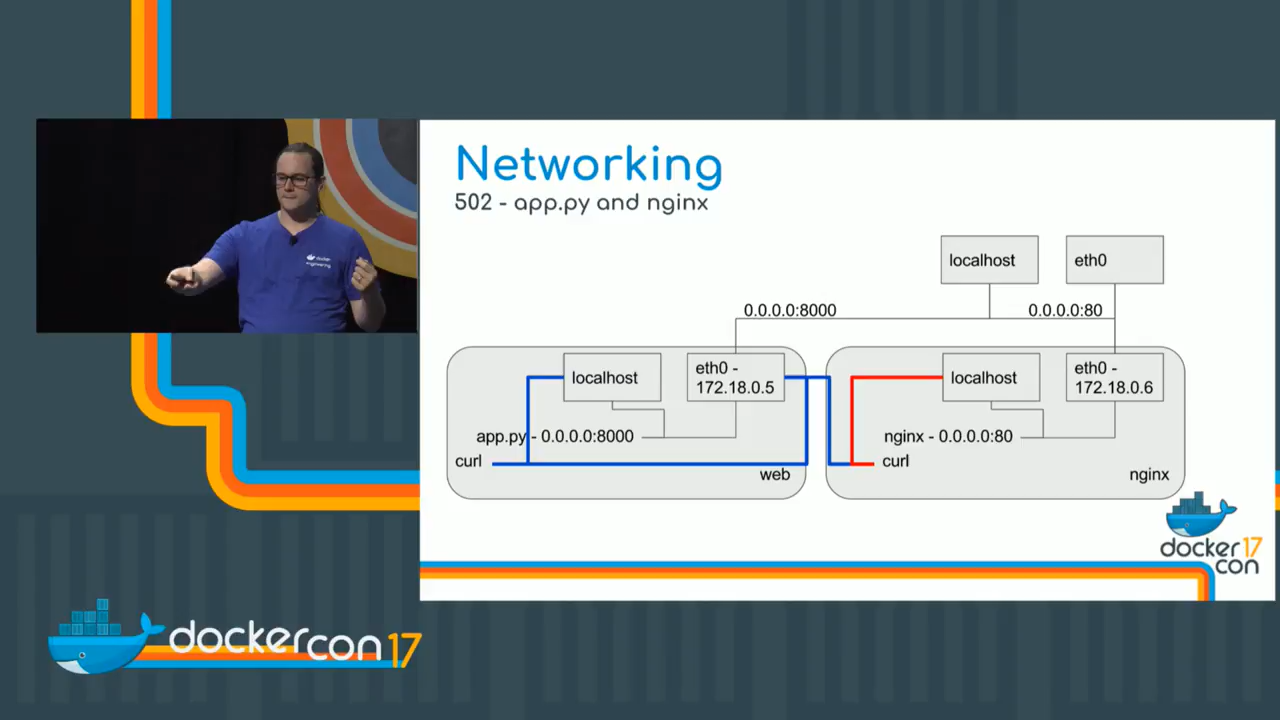 Networking
502 - app.py and nginx
localhost
eth0
0.0.0.0:8000
0.0.0.0:80
localhost
eth0 -
172.18.0.5
localhost
eth0 -
172.18.0.6
app.py - 0.0.0.0:8000
nginx - 0.0.0.0:80
curl
curl
web
nginx
docker 17
con
docker
engineering
dockercon 17